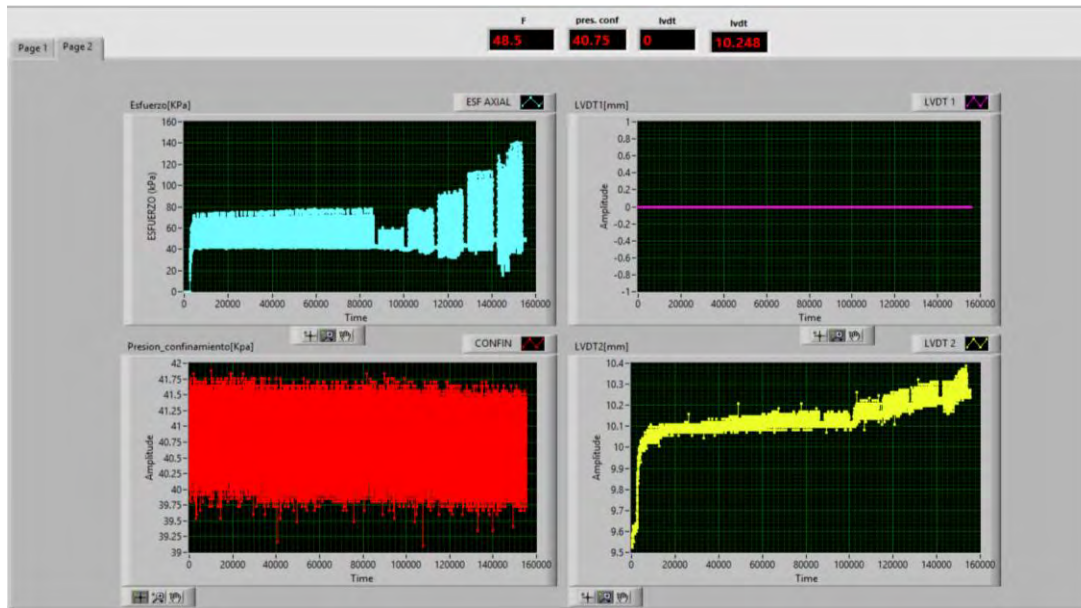 F pres. conf lvdt lvdt
48.5 40.75 0 10.248
Page 1 Page 2
Esfuerzo[KPa] ESF AXIAL
160
140
120
100
80
60
40
20
0
ESFUERZO (kPa)
0 20000 40000 60000 80000 100000 120000 140000 160000
Time
LVDT1[mm] LVDT 1
1
0.8
0.6
0.4
0.2
0
-0.2
-0.4
-0.6
-0.8
-1
Amplitude
0 20000 40000 60000 80000 100000 120000 140000 160000
Time
Presion_confinamiento[Kpa] CONFIN
42
41.75
41.5
41.25
41
40.75
40.5
40.25
40
39.75
39.5
39.25
39
Amplitude
0 20000 40000 60000 80000 100000 120000 140000 160000
Time
LVDT2[mm] LVDT 2
10.4
10.3
10.2
10.1
10
9.9
9.8
9.7
9.6
9.5
Amplitude
0 20000 40000 60000 80000 100000 120000 140000 160000
Time